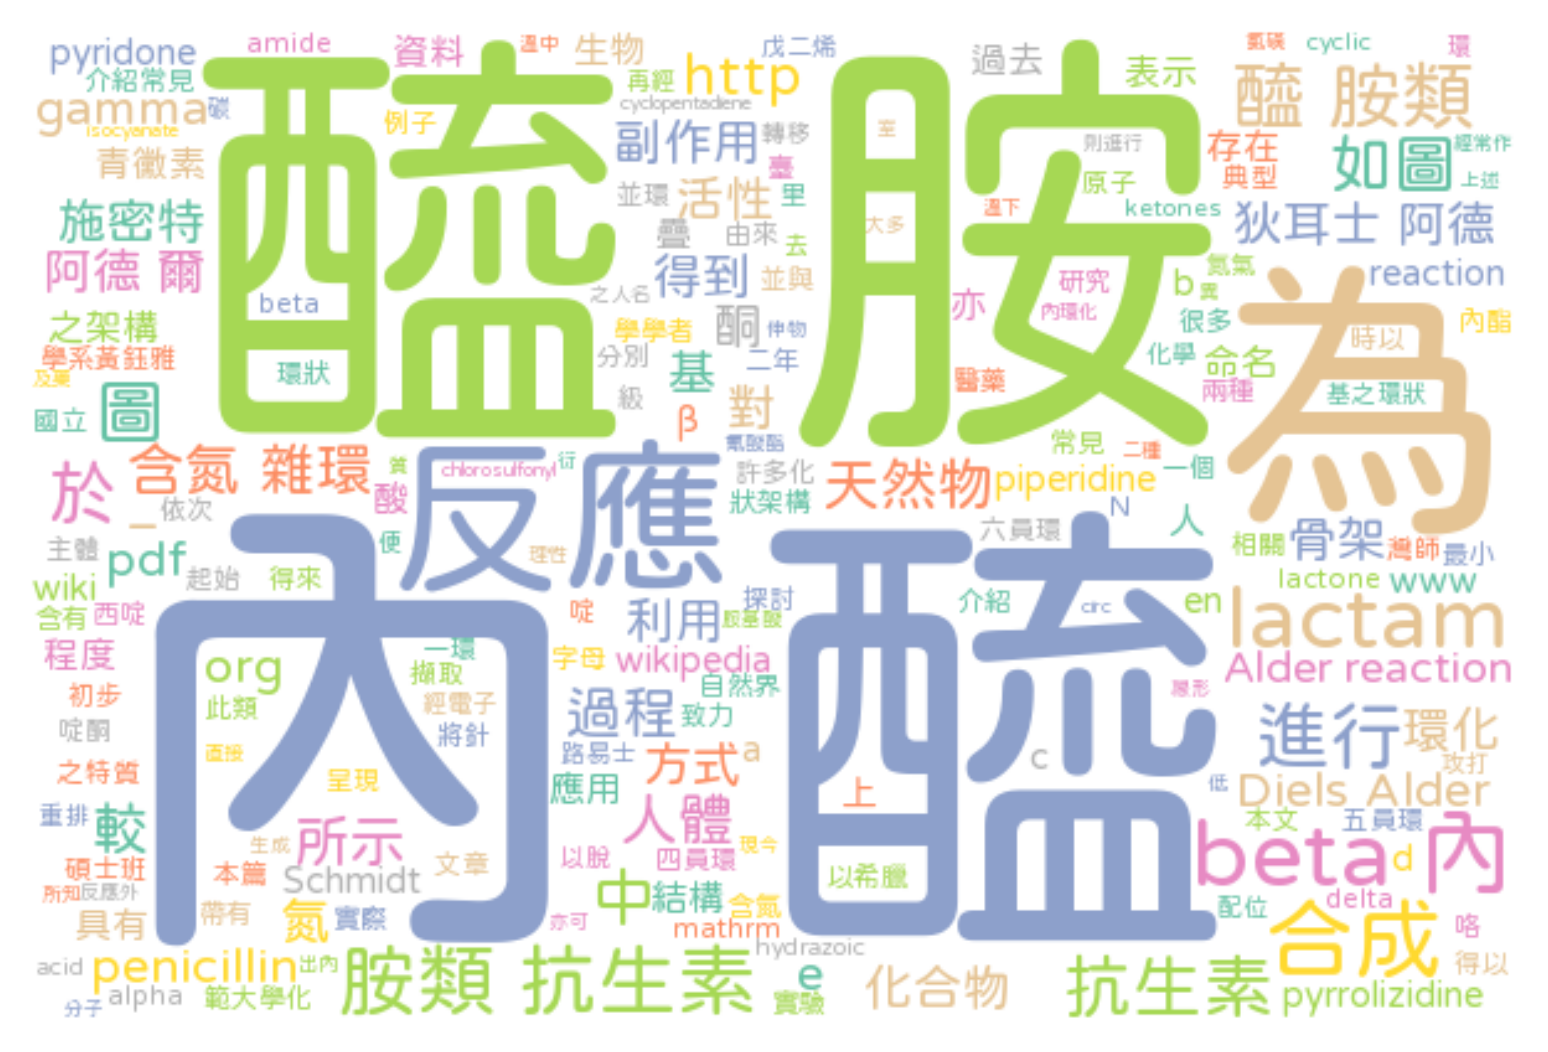 pyridone
amide
資料
溫中
生物
戊二烯
過去
氮磺
cyclic
環
介紹常見
再經
http
表示
醯 胺類
gamma
碳
isocyanate
例子
cyclopentadiene
副作用
轉移
室
則進行
存在
如圖
經常作
青黴素
醯 胺
臺
原子
典型
上述
施密特
並環
活性
里
大多
溫下
ketones
狄耳士 阿德
阿德 爾
疊
由來
去
得到
並與
研究
氮氣
reaction
beta
之人名
亦
內環化
b
異
為
之架構
學學者
酮
二年
很多
時以
內酯
學系黃鈺雅
分別
化學
命名
環狀
基
醫藥
兩種
基之環狀
級
對
國立
圖
β
常見
二種
含氮 雜環
質
chlorosulfonyl
衍
反應
許多化
天然物
piperidine
一個
於
酸
狀架構
N
_
依次
六員環
人
主體
pdf
便
理性
相關
骨架
灣師
最小
wiki
起始
得來
內醯
lactone
www
含有
西啶
啶
利用
探討
胺基酸
介紹
circ
en
lactam
程度
org
一環
字母
wikipedia
Alder reaction
初步
擷取
自然界
此類
經電子
過程
致力
進行
環化
啶酮
將針
直接
路易士
方式
a
c
攻打
之特質
呈現
應用
上
低
Diels Alder
重排
較
人體
本文
五員環
生成
所示
現今
beta
d
內
碩士班
本篇
文章
以脫
四員環
以希臘
所知
反應外
Schmidt
中
結構
含氮
delta
具有
帶有
氮
實際
亦可
mathrm
配位
合成
咯
hydrazoic
acid
penicillin
出內
胺類 抗生素
e
化合物
抗生素
得以
分子
alpha
範大學化
實驗
pyrrolizidine